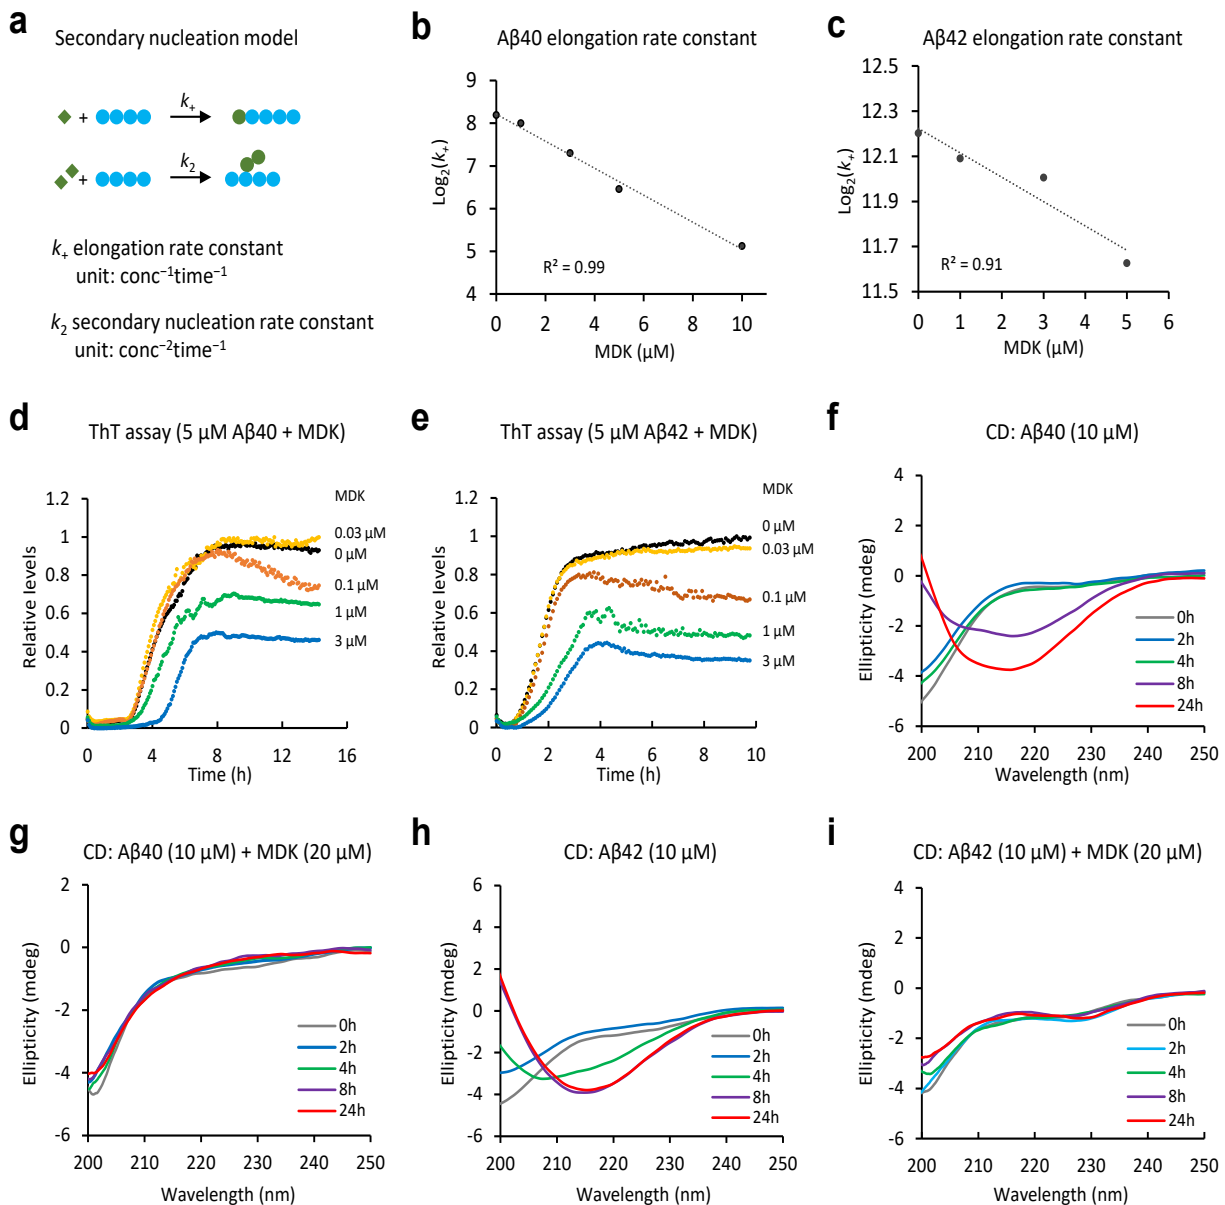 a
Secondary nucleation model
+
k+
+
k2
k+ elongation rate constant
unit: conc⁻¹time⁻¹
k2 secondary nucleation rate constant
unit: conc⁻²time⁻¹
b
Aβ40 elongation rate constant
Log2(k+)
9
8
7
6
5
4
R² = 0.99
0 2 4 6 8 10
MDK (µM)
c
Aβ42 elongation rate constant
Log2(k+)
12.5
12.3
12.1
11.9
11.7
11.5
R² = 0.91
0 1 2 3 4 5 6
MDK (µM)
d
ThT assay (5 µM Aβ40 + MDK)
Relative levels
1.2
1
0.8
0.6
0.4
0.2
0
MDK
0.03 µM
0 µM
0.1 µM
1 µM
3 µM
0 4 8 12 16
Time (h)
e
ThT assay (5 µM Aβ42 + MDK)
Relative levels
1.2
1
0.8
0.6
0.4
0.2
0
MDK
0 µM
0.03 µM
0.1 µM
1 µM
3 µM
0 2 4 6 8 10
Time (h)
f
CD: Aβ40 (10 µM)
Ellipticity (mdeg)
4
2
0
-2
-4
-6
0h
2h
4h
8h
24h
200 210 220 230 240 250
Wavelength (nm)
g
CD: Aβ40 (10 µM) + MDK (20 µM)
Ellipticity (mdeg)
2
0
-2
-4
-6
0h
2h
4h
8h
24h
200 210 220 230 240 250
Wavelength (nm)
h
CD: Aβ42 (10 µM)
Ellipticity (mdeg)
6
4
2
0
-2
-4
-6
0h
2h
4h
8h
24h
200 210 220 230 240 250
Wavelength (nm)
i
CD: Aβ42 (10 µM) + MDK (20 µM)
Ellipticity (mdeg)
4
2
0
-2
-4
-6
0h
2h
4h
8h
24h
200 210 220 230 240 250
Wavelength (nm)